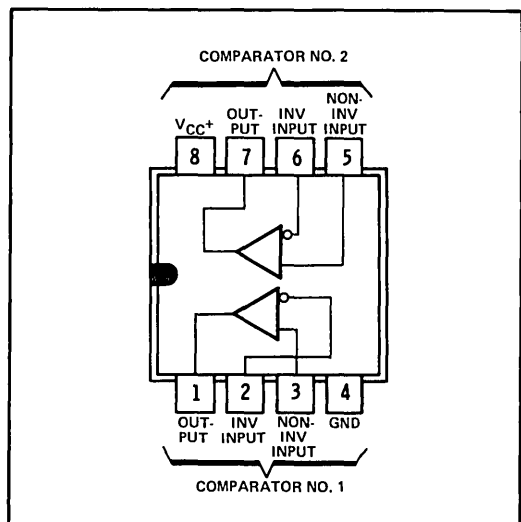 COMPARATOR NO. 2
VCC+
OUT-
PUT
INV
INPUT
NON-
INV
INPUT
8 7 6 5
1 2 3 4
OUT-
PUT
INV
INPUT
NON-
INV
INPUT
GND
COMPARATOR NO. 1